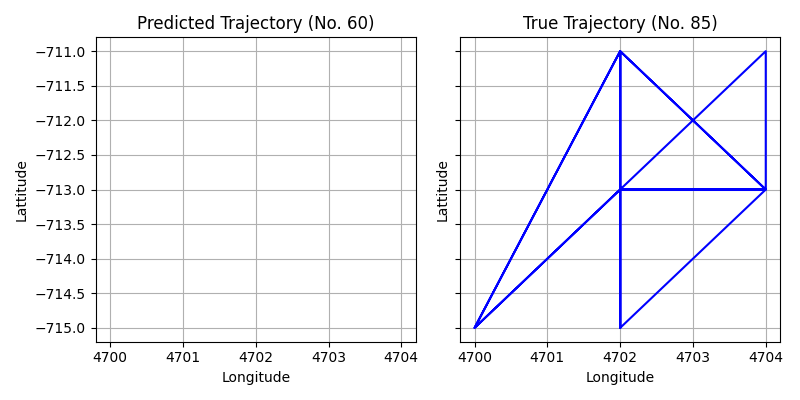 Predicted Trajectory (No. 60)
True Trajectory (No. 85)
−711.0
−711.5
−712.0
−712.5
−713.0
−713.5
−714.0
−714.5
−715.0
Lattitude
Lattitude
4700 4701 4702 4703 4704
4700 4701 4702 4703 4704
Longitude
Longitude